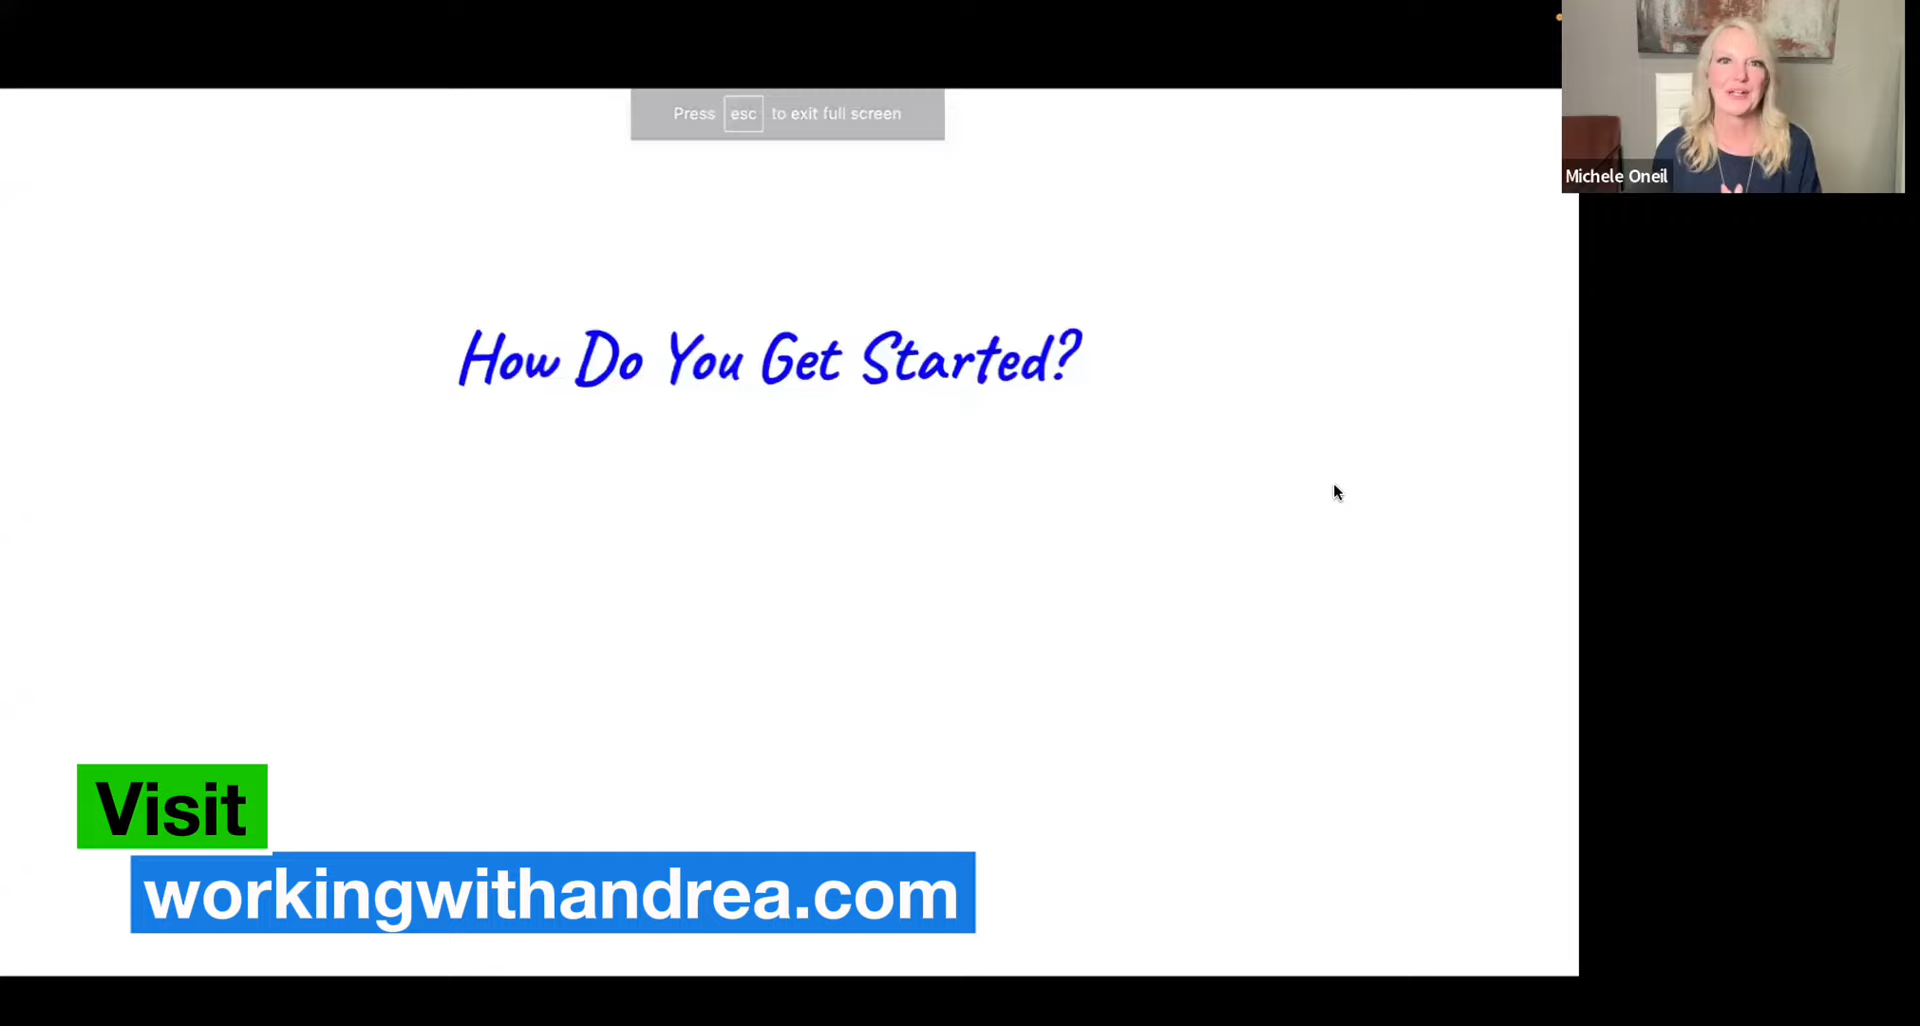 Press esc to exit full screen
Michele Oneil
How Do You Get Started?
Visit
workingwithandrea.com